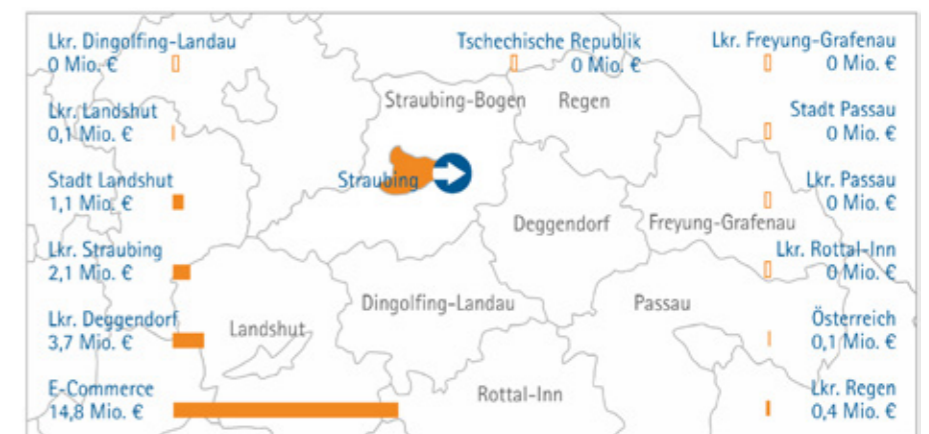 Lkr. Dingolfing-Landau
0 Mio. €
Tschechische Republik
0 Mio. €
Lkr. Freyung-Grafenau
0 Mio. €
Lkr. Landshut
0,1 Mio. €
Straubing-Bogen
Regen
Stadt Passau
0 Mio. €
Stadt Landshut
1,1 Mio. €
Straubing
Lkr. Passau
0 Mio. €
Deggendorf
Freyung-Grafenau
Lkr. Straubing
2,1 Mio. €
Lkr. Rottal-Inn
0 Mio. €
Dingolfing-Landau
Passau
Lkr. Deggendorf
3,7 Mio. €
Landshut
Österreich
0,1 Mio. €
E-Commerce
14,8 Mio. €
Rottal-Inn
Lkr. Regen
0,4 Mio. €